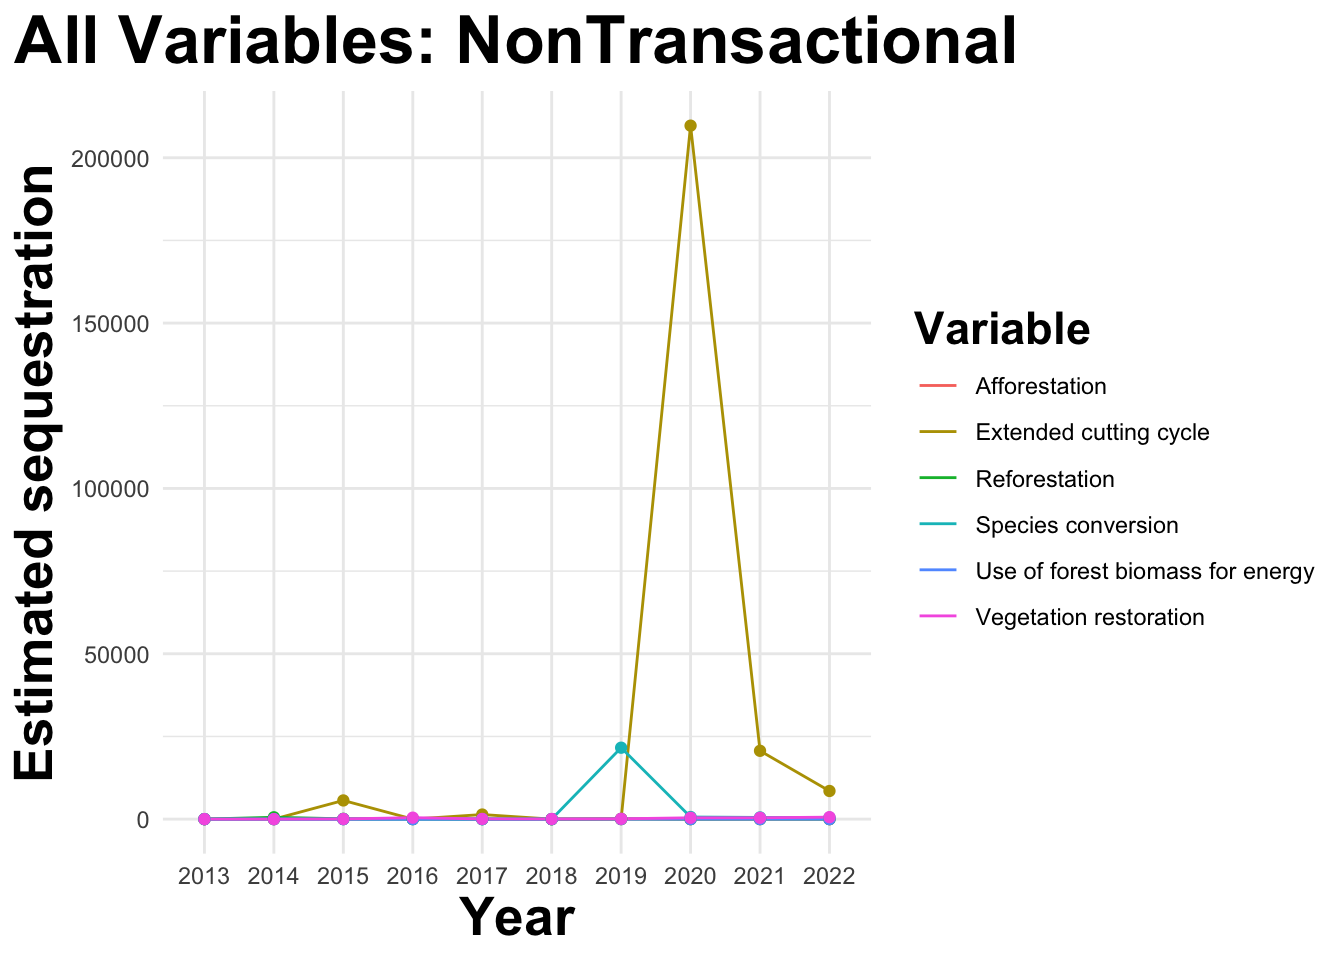 All Variables: NonTransactional
Estimated sequestration
200000
150000
100000
50000
0
2013 2014 2015 2016 2017 2018 2019 2020 2021 2022
Year
Variable
Afforestation
Extended cutting cycle
Reforestation
Species conversion
Use of forest biomass for energy
Vegetation restoration